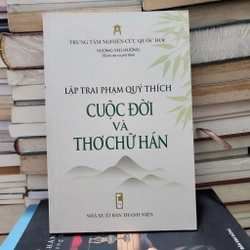 TRUNG TÂM NGHIÊN CỨU QUỐC HỌC
VƯƠNG THỊ HƯỜNG
LẬP TRAI PHẠM QUÝ THÍCH
CUỘC ĐỜI
VÀ
THƠ CHỮ HÁN
NHÀ XUẤT BẢN THANH NIÊN